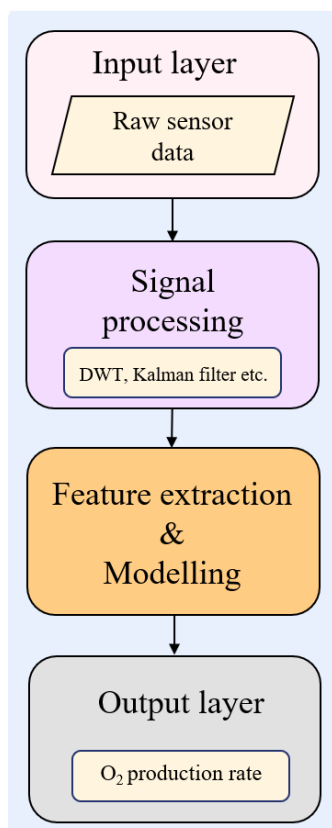 Input layer
Raw sensor
data
Signal
processing
DWT, Kalman filter etc.
Feature extraction
&
Modelling
Output layer
O₂ production rate